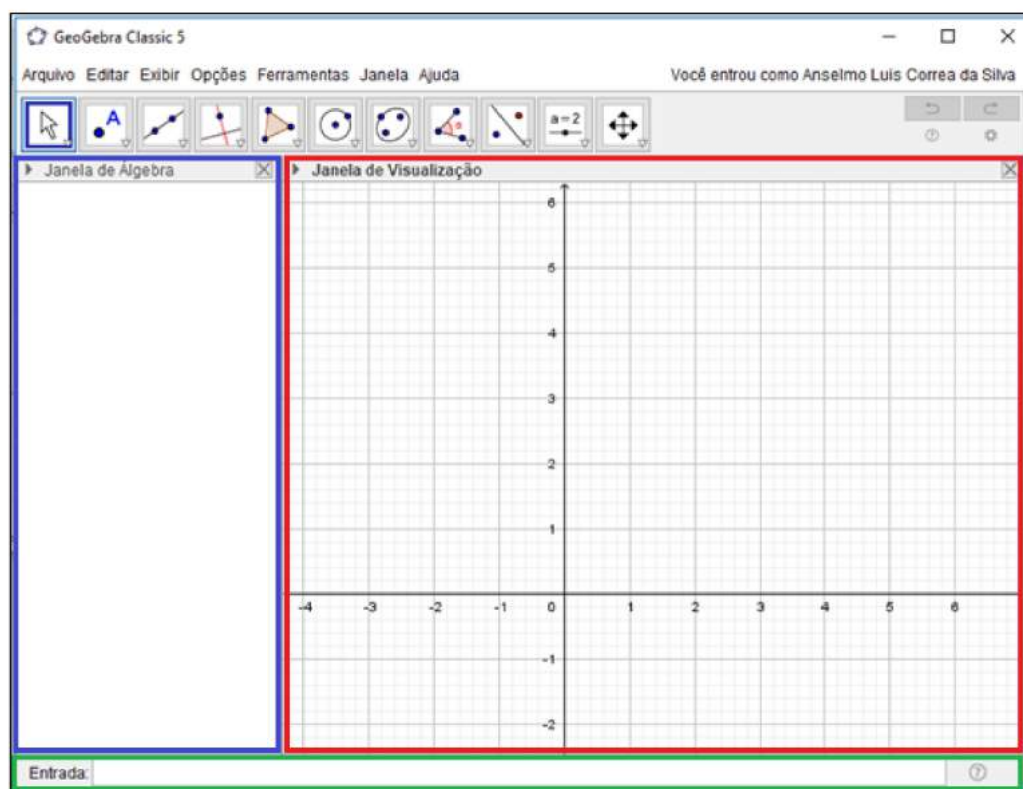 GeoGebra Classic 5
Arquivo Editar Exibir Opções Ferramentas Janela Ajuda Você entrou como Anselmo Luis Correa da Silva
A a=2
Janela de Álgebra Janela de Visualização
6
5
4
3
2
1
-4 -3 -2 -1 0 1 2 3 4 5 6
-1
-2
Entrada: